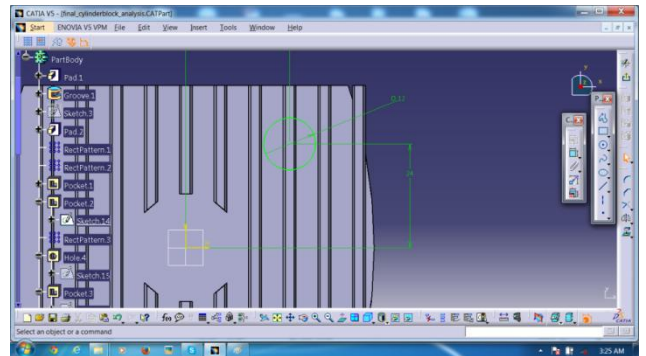 CATIA V5 - [final_cylinderblock_analysis.CATPart]
Start ENOVIA V5 VPM File Edit View Insert Tools Window Help
PartBody
Pad.1
Groove.1
Sketch.3
Pad.2
RectPattern.1
RectPattern.2
Pocket.1
Pocket.2
Sketch.14
RectPattern.3
Hole.4
Sketch.15
Pocket.3
D 12
24
P...
C...
Select an object or a command
CATIA
3:25 AM